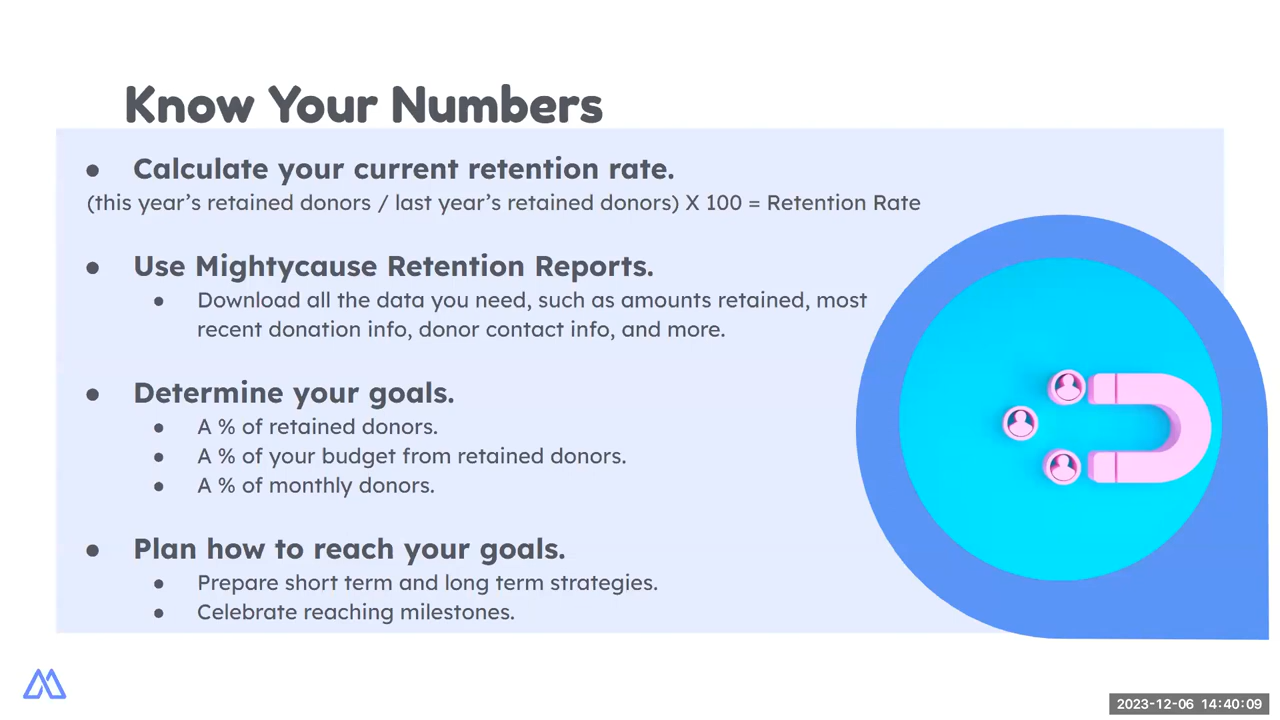 Know Your Numbers
● Calculate your current retention rate.
(this year’s retained donors / last year’s retained donors) X 100 = Retention Rate
● Use Mightycause Retention Reports.
● Download all the data you need, such as amounts retained, most
recent donation info, donor contact info, and more.
● Determine your goals.
● A % of retained donors.
● A % of your budget from retained donors.
● A % of monthly donors.
● Plan how to reach your goals.
● Prepare short term and long term strategies.
● Celebrate reaching milestones.
2023-12-06 14:40:09